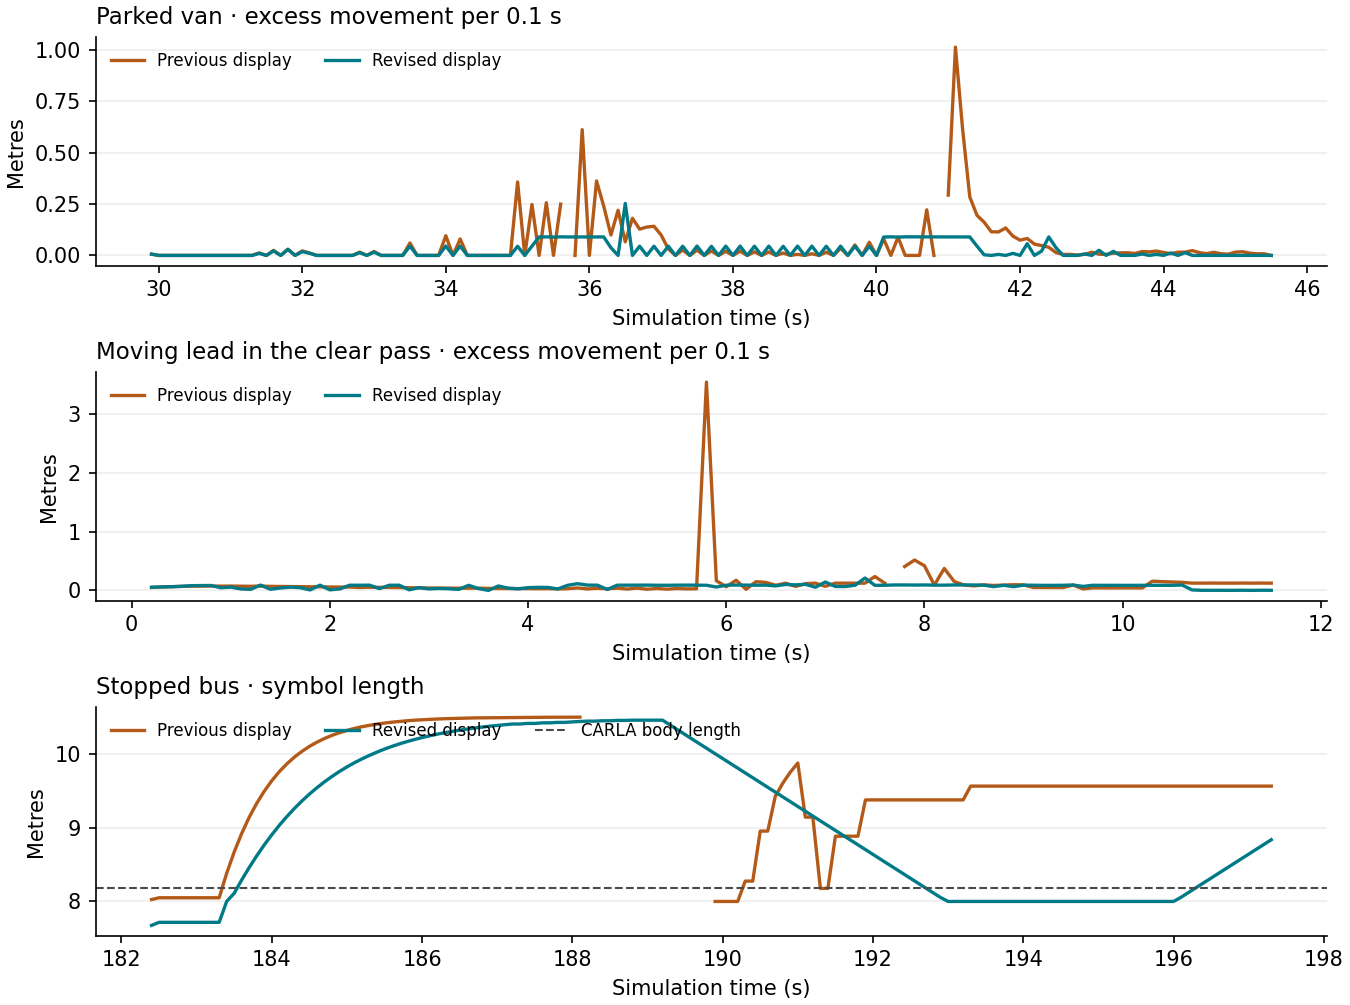 Parked van · excess movement per 0.1 s
Previous display
Revised display
Metres
1.00
0.75
0.50
0.25
0.00
30 32 34 36 38 40 42 44 46
Simulation time (s)
Moving lead in the clear pass · excess movement per 0.1 s
Previous display
Revised display
Metres
3
2
1
0
0 2 4 6 8 10 12
Simulation time (s)
Stopped bus · symbol length
Previous display
Revised display
CARLA body length
Metres
10
9
8
182 184 186 188 190 192 194 196 198
Simulation time (s)